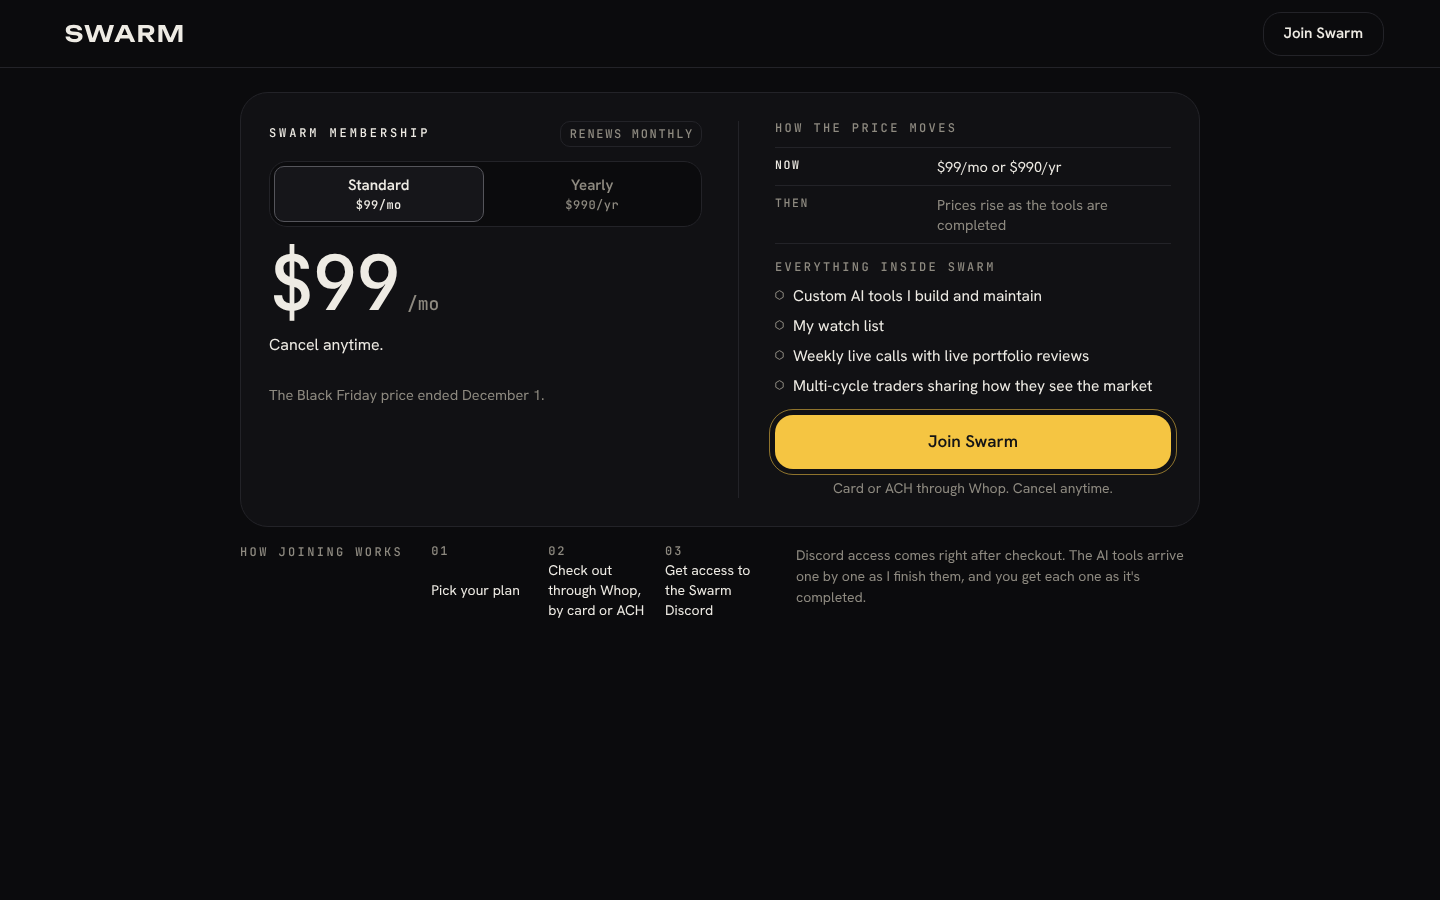 SWARM
Join Swarm
SWARM MEMBERSHIP
RENEWS MONTHLY
Standard
$99/mo
Yearly
$990/yr
$99 /mo
Cancel anytime.
The Black Friday price ended December 1.
HOW THE PRICE MOVES
NOW
$99/mo or $990/yr
THEN
Prices rise as the tools are
completed
EVERYTHING INSIDE SWARM
Custom AI tools I build and maintain
My watch list
Weekly live calls with live portfolio reviews
Multi-cycle traders sharing how they see the market
Join Swarm
Card or ACH through Whop. Cancel anytime.
HOW JOINING WORKS
01
Pick your plan
02
Check out
through Whop,
by card or ACH
03
Get access to
the Swarm
Discord
Discord access comes right after checkout. The AI tools arrive
one by one as I finish them, and you get each one as it's
completed.